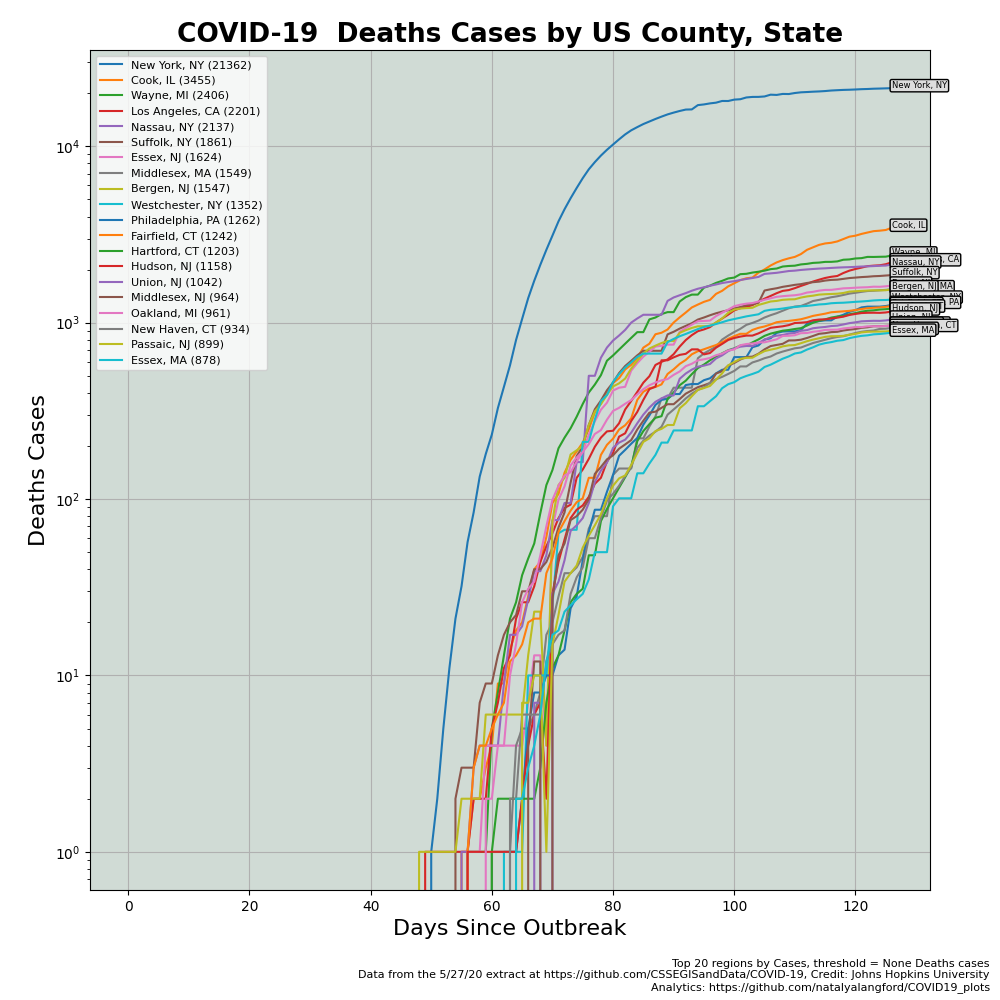 COVID-19  Deaths Cases by US County, State
New York, NY (21362)
Cook, IL (3455)
Wayne, MI (2406)
Los Angeles, CA (2201)
Nassau, NY (2137)
Suffolk, NY (1861)
Essex, NJ (1624)
Middlesex, MA (1549)
Bergen, NJ (1547)
Westchester, NY (1352)
Philadelphia, PA (1262)
Fairfield, CT (1242)
Hartford, CT (1203)
Hudson, NJ (1158)
Union, NJ (1042)
Middlesex, NJ (964)
Oakland, MI (961)
New Haven, CT (934)
Passaic, NJ (899)
Essex, MA (878)
New York, NY
Cook, IL
Wayne, MI
, CA
Nassau, NY
Suffolk, NY
Bergen, NJ
MA
PA
Hudson, NJ
, CT
Essex, MA
Deaths Cases
10⁴
10³
10²
10¹
10⁰
0 20 40 60 80 100 120
Days Since Outbreak
Top 20 regions by Cases, threshold = None Deaths cases
Data from the 5/27/20 extract at https://github.com/CSSEGISandData/COVID-19, Credit: Johns Hopkins University
Analytics: https://github.com/natalyalangford/COVID19_plots